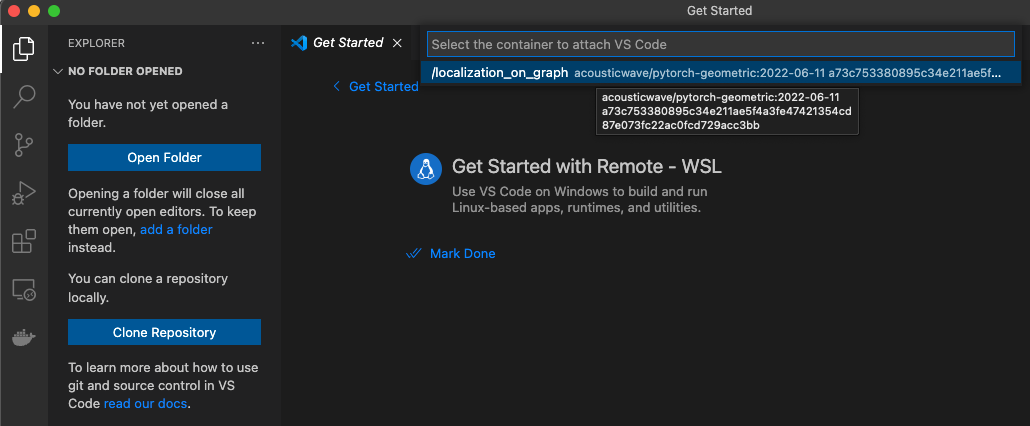 Get Started
EXPLORER
NO FOLDER OPENED
You have not yet opened a
folder.
Open Folder
Opening a folder will close all
currently open editors. To keep
them open, add a folder
instead.
You can clone a repository
locally.
Clone Repository
To learn more about how to use
git and source control in VS
Code read our docs.
Get Started
Select the container to attach VS Code
/localization_on_graph acousticwave/pytorch-geometric:2022-06-11 a73c753380895c34e211ae5f...
acousticwave/pytorch-geometric:2022-06-11
a73c753380895c34e211ae5f4a3fe47421354cd
87e073fc22ac0fcd729acc3bb
Get Started
Get Started with Remote - WSL
Use VS Code on Windows to build and run
Linux-based apps, runtimes, and utilities.
Mark Done